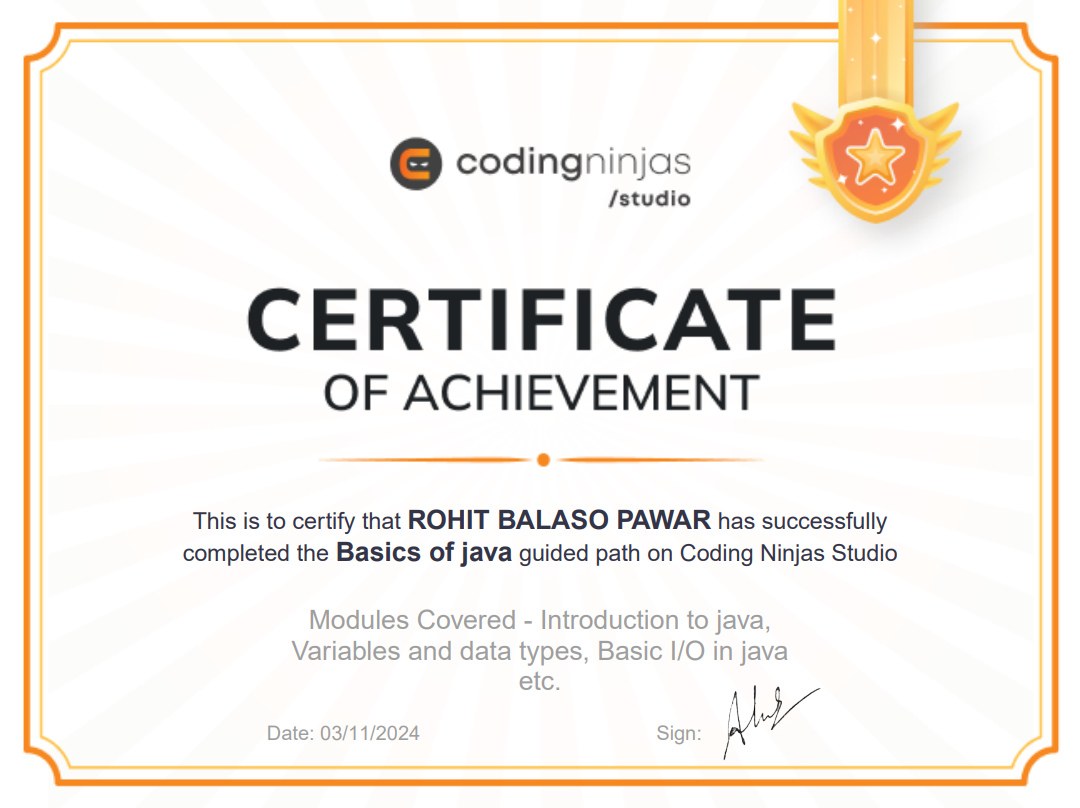 codingninjas
/studio
CERTIFICATE
OF ACHIEVEMENT
This is to certify that ROHIT BALASO PAWAR has successfully
completed the Basics of java guided path on Coding Ninjas Studio
Modules Covered - Introduction to java,
Variables and data types, Basic I/O in java
etc.
Date: 03/11/2024
Sign: